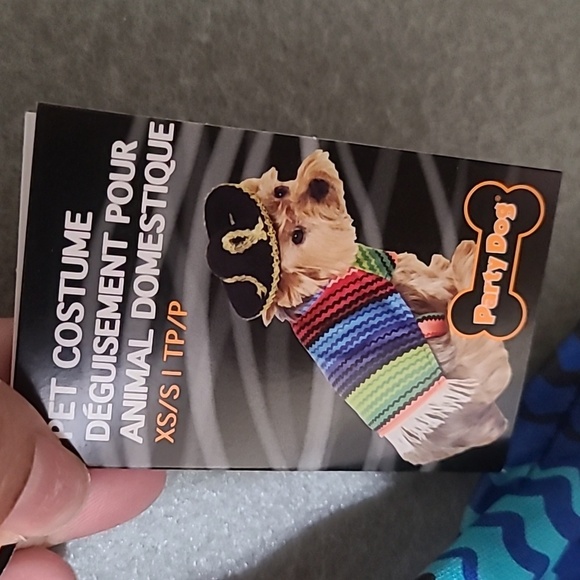 Party Dog®
PET COSTUME
DÉGUISEMENT POUR
ANIMAL DOMESTIQUE
XS/S | TP/P